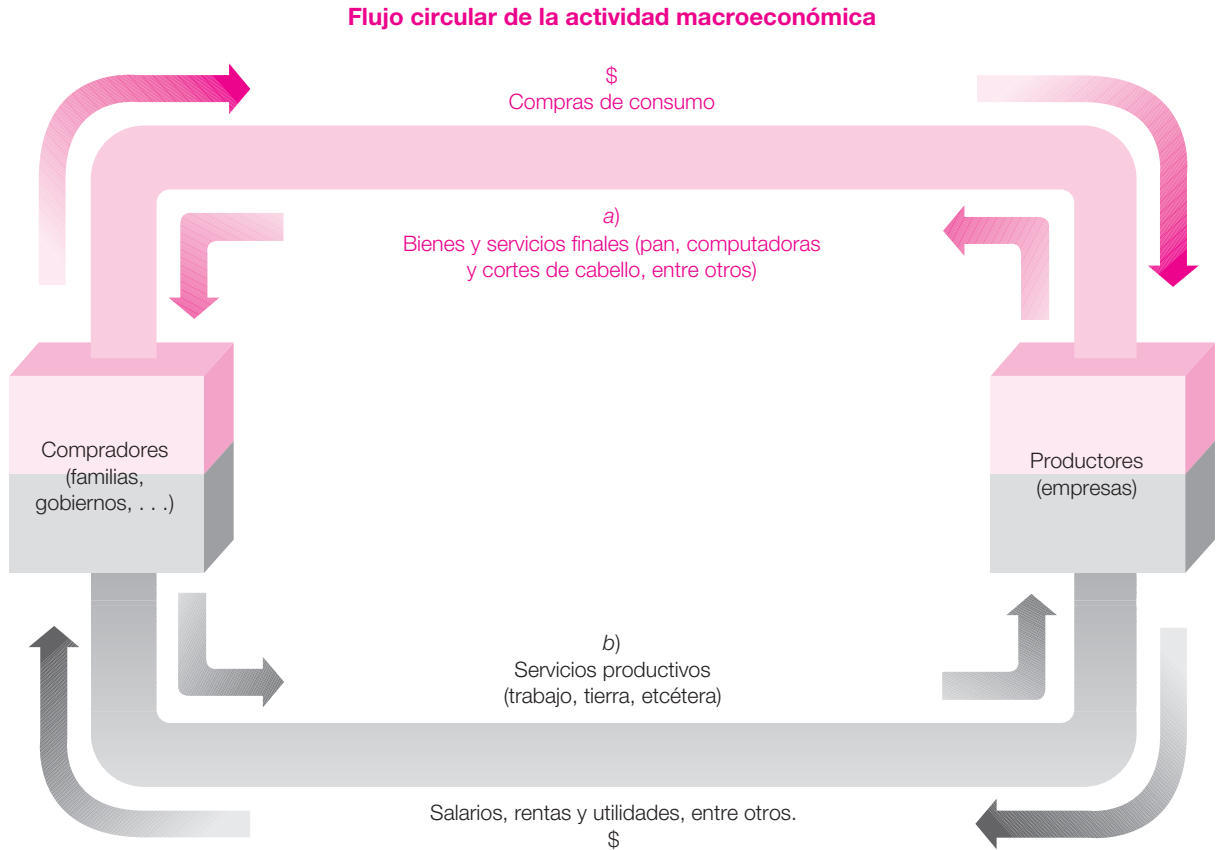 Flujo circular de la actividad macroeconómica
$
Compras de consumo
a)
Bienes y servicios finales (pan, computadoras
y cortes de cabello, entre otros)
Compradores
(familias,
gobiernos, . . .)
Productores
(empresas)
b)
Servicios productivos
(trabajo, tierra, etcétera)
Salarios, rentas y utilidades, entre otros.
$